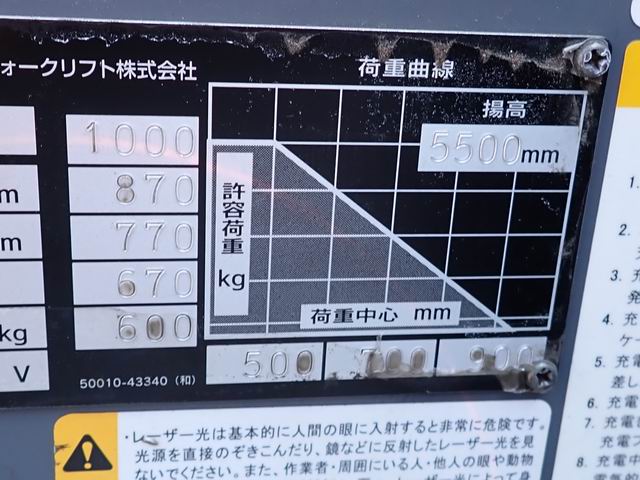 ォークリフト株式会社
荷重曲線
揚高
5500mm
1000
870
770
670
600
m
m
kg
V
許容荷重
kg
荷重中心 mm
500 700 900
50010-43340 (和)
・レーザー光は基本的に人間の眼に入射すると非常に危険です。
光源を直接のぞきこんだり、鏡などに反射したレーザー光を見
ないでください。また、作業者・周囲にいる人・他人の眼や動物
1.
2.
3. 充
発
4. 充
ケー
5. 充電
差し
6. 充電
7. 充電
充電ス
8. 充電中
電気的